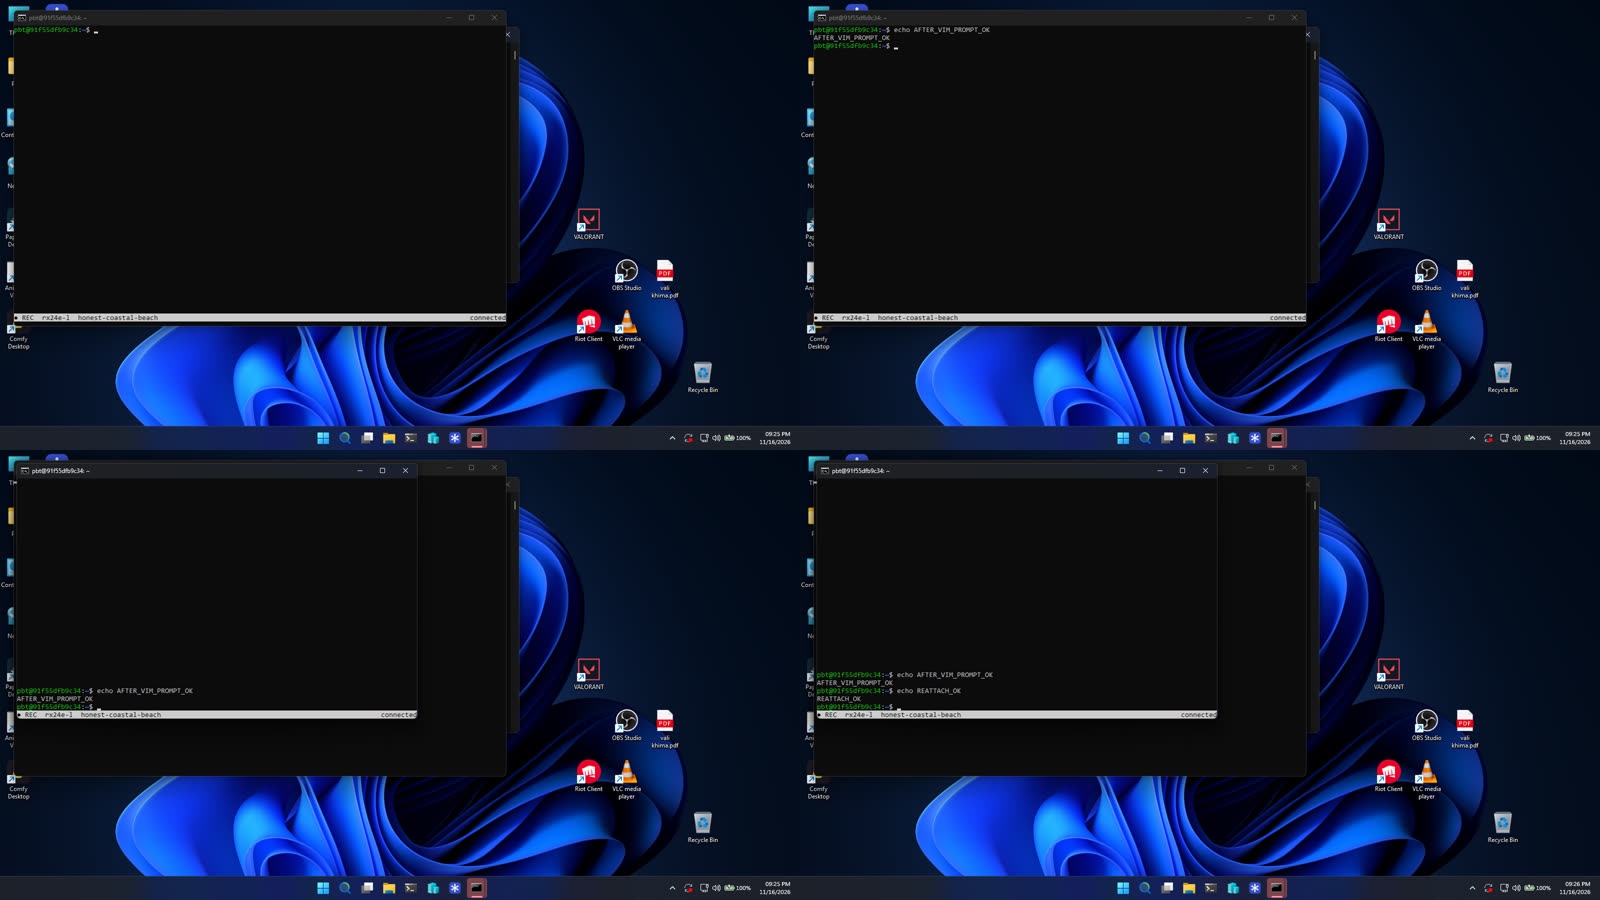 pbt@91f55dfb9c34: ~
pbt@91f55dfb9c34:~$
● REC rx24e-1 honest-coastal-beach connected
VALORANT
OBS Studio
vali
khima.pdf
Riot Client
VLC media
player
Comfy
Desktop
Recycle Bin
100%
09:25 PM
11/16/2026
pbt@91f55dfb9c34: ~
pbt@91f55dfb9c34:~$ echo AFTER_VIM_PROMPT_OK
AFTER_VIM_PROMPT_OK
pbt@91f55dfb9c34:~$
● REC rx24e-1 honest-coastal-beach connected
VALORANT
OBS Studio
vali
khima.pdf
Riot Client
VLC media
player
Comfy
Desktop
Recycle Bin
100%
09:25 PM
11/16/2026
pbt@91f55dfb9c34: ~
pbt@91f55dfb9c34:~$ echo AFTER_VIM_PROMPT_OK
AFTER_VIM_PROMPT_OK
pbt@91f55dfb9c34:~$
● REC rx24e-1 honest-coastal-beach connected
VALORANT
OBS Studio
vali
khima.pdf
Riot Client
VLC media
player
Comfy
Desktop
Recycle Bin
100%
09:25 PM
11/16/2026
pbt@91f55dfb9c34: ~
pbt@91f55dfb9c34:~$ echo AFTER_VIM_PROMPT_OK
AFTER_VIM_PROMPT_OK
pbt@91f55dfb9c34:~$ echo REATTACH_OK
REATTACH_OK
pbt@91f55dfb9c34:~$
● REC rx24e-1 honest-coastal-beach connected
VALORANT
OBS Studio
vali
khima.pdf
Riot Client
VLC media
player
Comfy
Desktop
Recycle Bin
100%
09:26 PM
11/16/2026